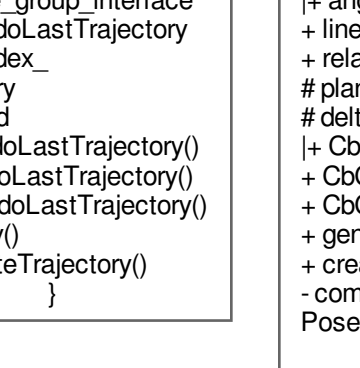 _group_interface
doLastTrajectory
dex_
ry
d
doLastTrajectory()
oLastTrajectory()
doLastTrajectory()
y()
teTrajectory()
}
|+ ang
+ line
+ rela
# plan
# delt
|+ Cb
+ CbC
+ CbC
+ gen
+ crea
- com
Pose